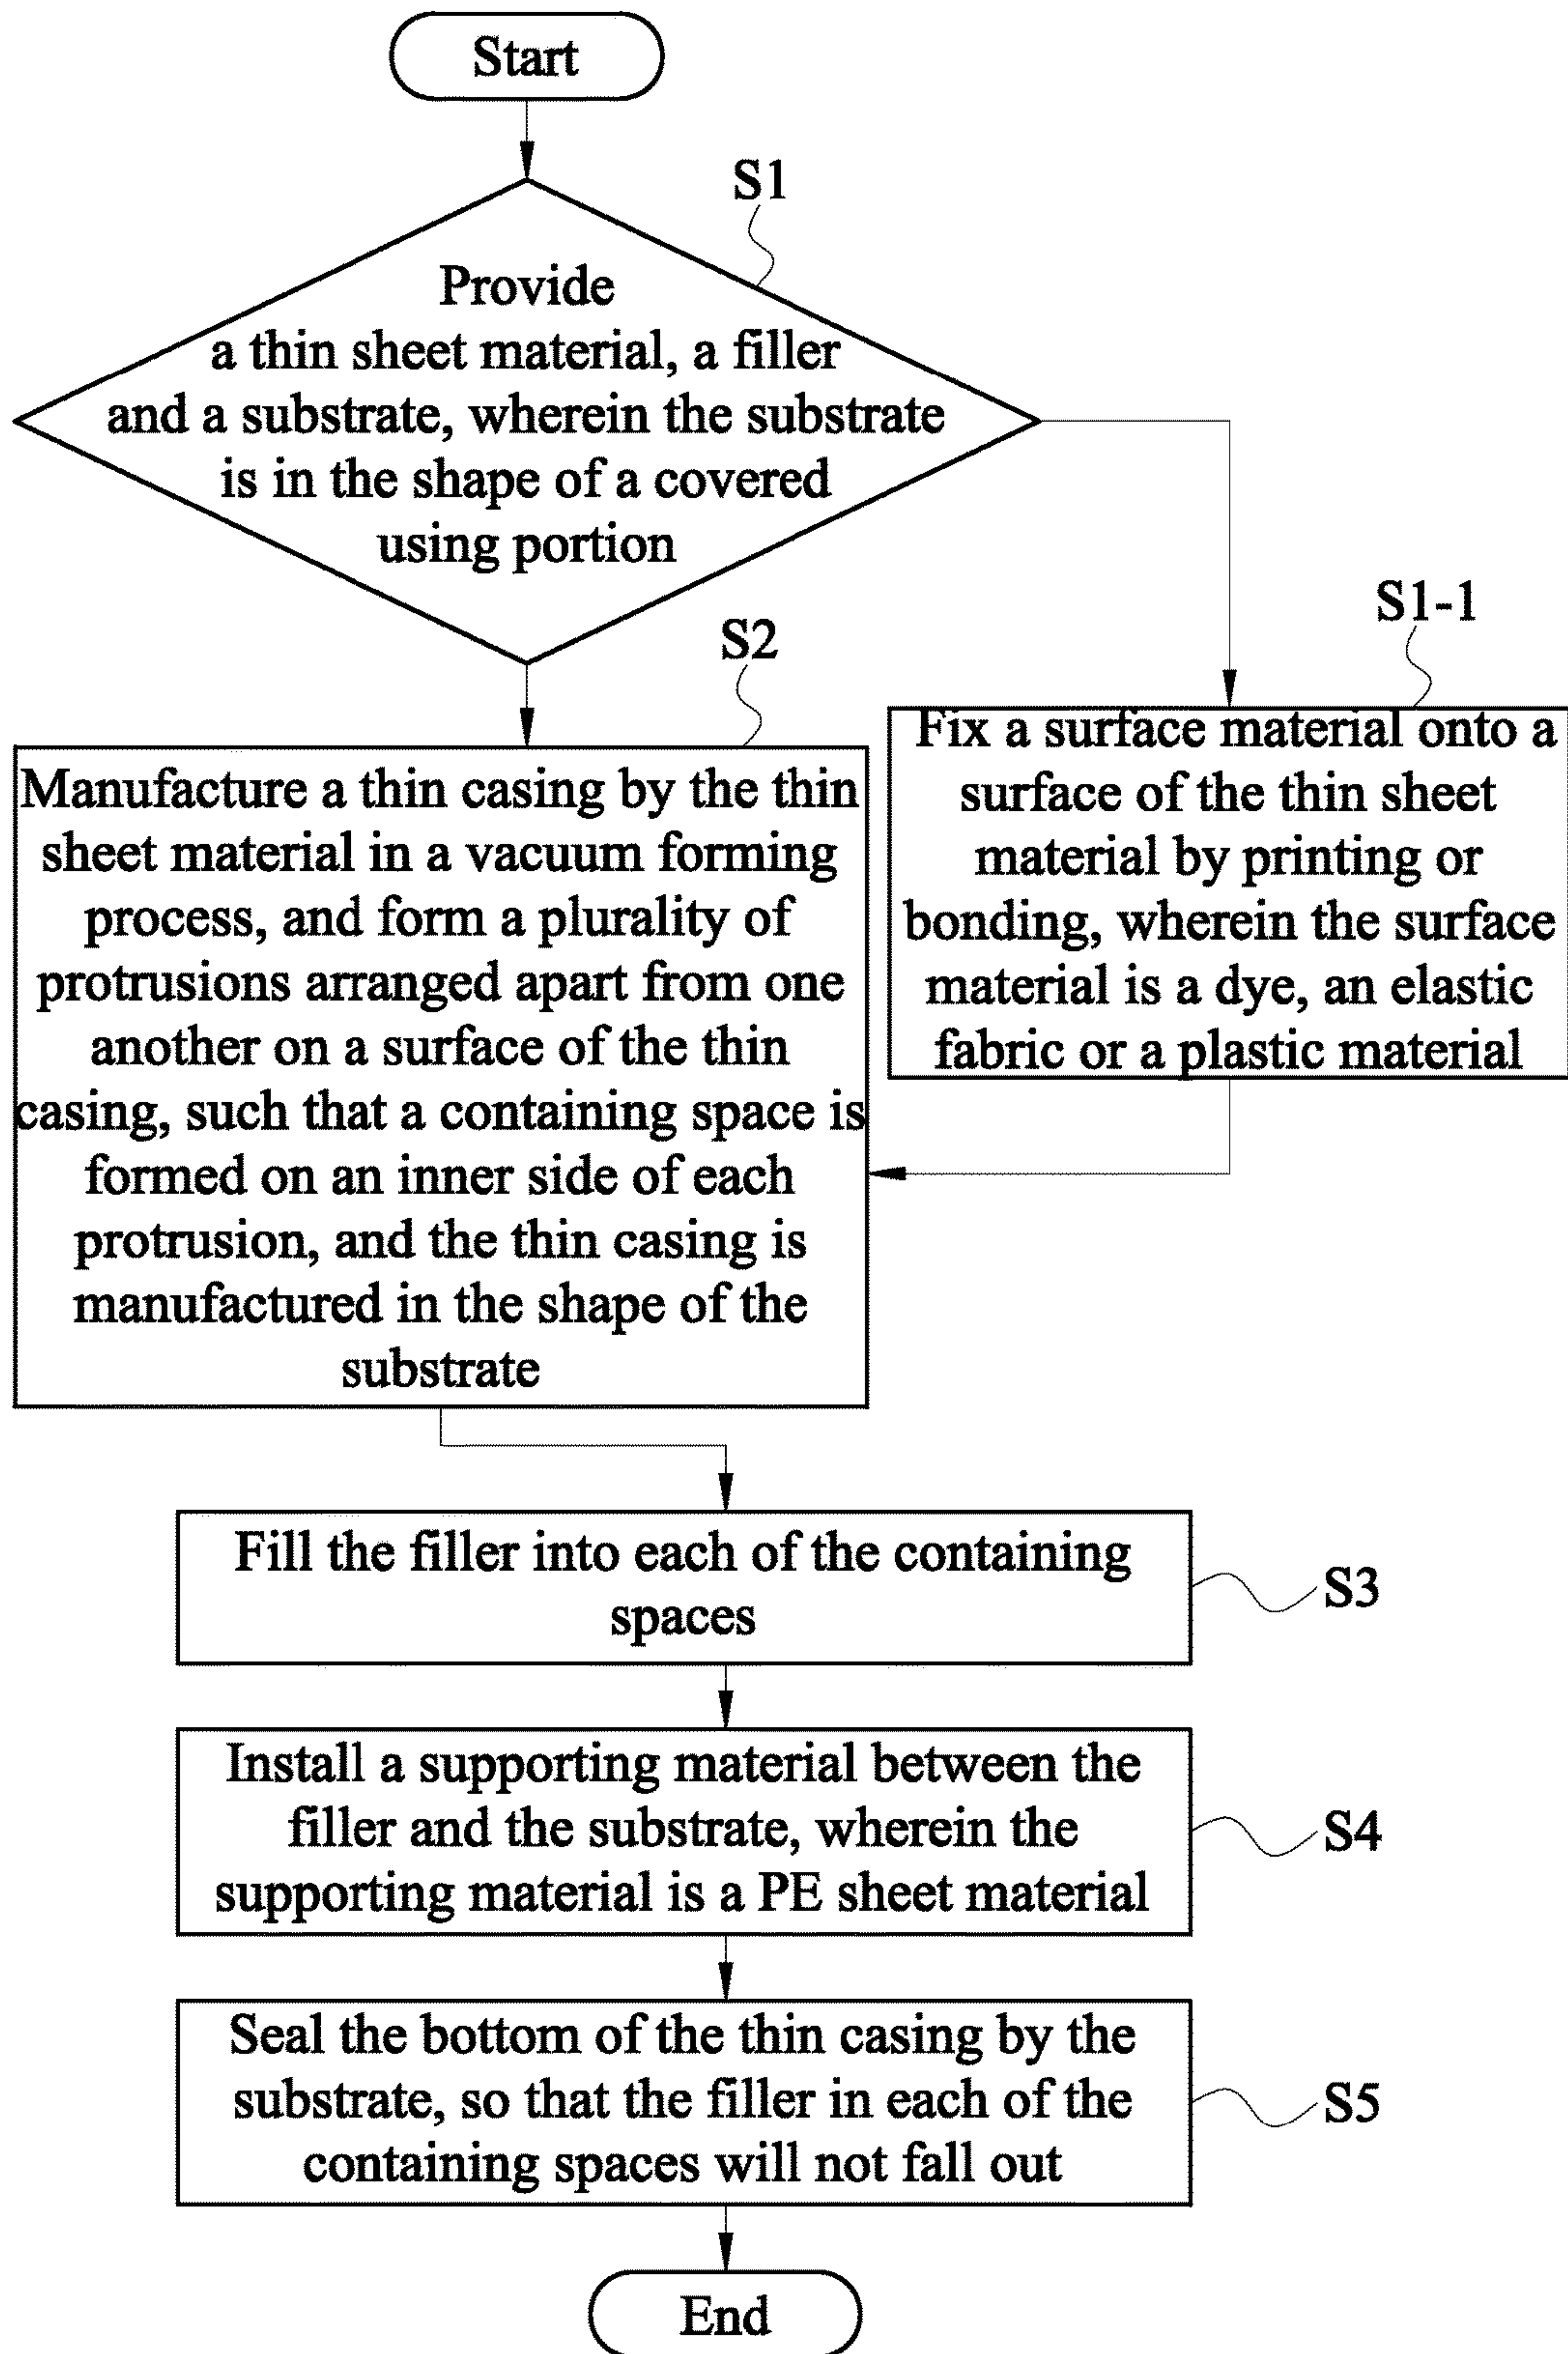 Start
S1
Provide
a thin sheet material, a filler
and a substrate, wherein the substrate
is in the shape of a covered
using portion
S1-1
Fix a surface material onto a
surface of the thin sheet
material by printing or
bonding, wherein the surface
material is a dye, an elastic
fabric or a plastic material
S2
Manufacture a thin casing by the thin
sheet material in a vacuum forming
process, and form a plurality of
protrusions arranged apart from one
another on a surface of the thin
casing, such that a containing space is
formed on an inner side of each
protrusion, and the thin casing is
manufactured in the shape of the
substrate
Fill the filler into each of the containing
spaces
S3
Install a supporting material between the
filler and the substrate, wherein the
supporting material is a PE sheet material
S4
Seal the bottom of the thin casing by the
substrate, so that the filler in each of the
containing spaces will not fall out
S5
End